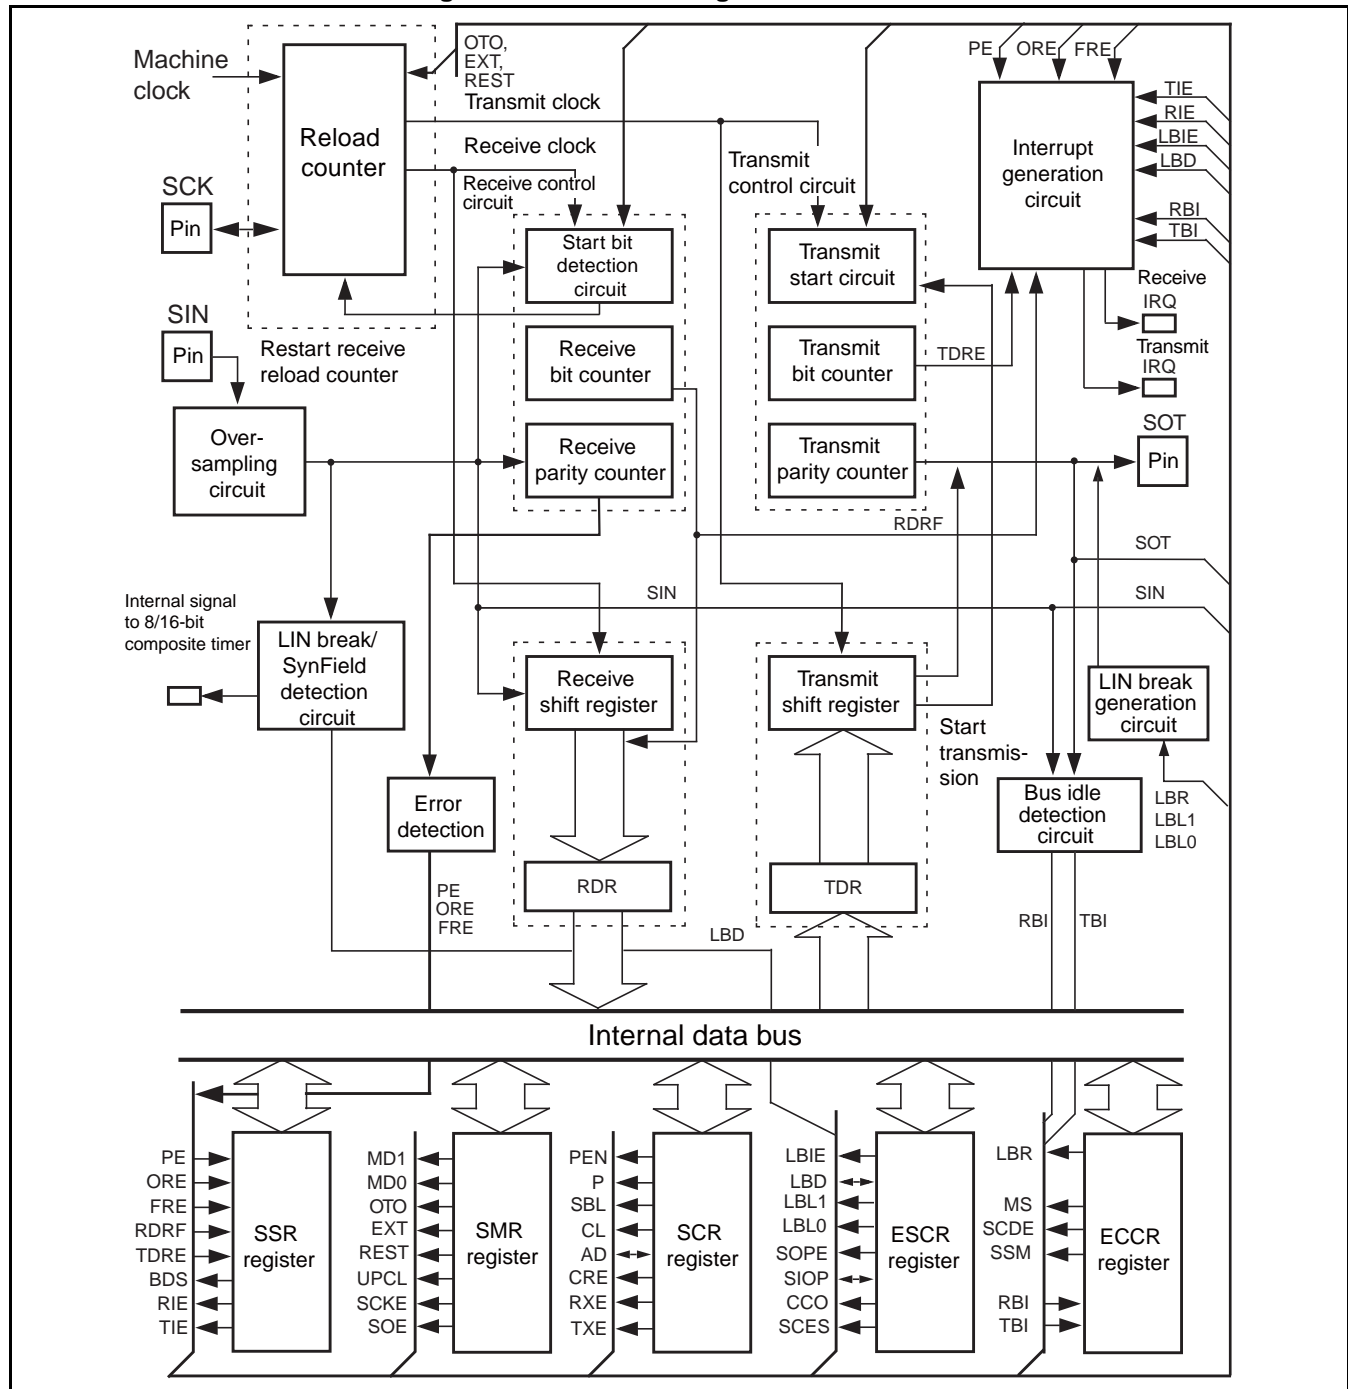 Machine
clock
Reload
counter
OTO,
EXT,
REST
Transmit clock
Receive clock
Receive control
circuit
Transmit
control circuit
PE
ORE
FRE
Interrupt
generation
circuit
TIE
RIE
LBIE
LBD
RBI
TBI
SCK
Pin
Start bit
detection
circuit
Transmit
start circuit
Receive
IRQ
Transmit
IRQ
SIN
Pin
Restart receive
reload counter
Receive
bit counter
Transmit
bit counter
TDRE
Over-
sampling
circuit
Receive
parity counter
Transmit
parity counter
SOT
Pin
RDRF
SOT
SIN
SIN
Internal signal
to 8/16-bit
composite timer
LIN break/
SynField
detection
circuit
Receive
shift register
Transmit
shift register
Start
transmis-
sion
LIN break
generation
circuit
Error
detection
Bus idle
detection
circuit
LBR
LBL1
LBL0
PE
ORE
FRE
RDR
TDR
LBD
RBI
TBI
Internal data bus
PE
ORE
FRE
RDRF
TDRE
BDS
RIE
TIE
SSR
register
MD1
MD0
OTO
EXT
REST
UPCL
SCKE
SOE
SMR
register
PEN
P
SBL
CL
AD
CRE
RXE
TXE
SCR
register
LBIE
LBD
LBL1
LBL0
SOPE
SIOP
CCO
SCES
ESCR
register
LBR
MS
SCDE
SSM
RBI
TBI
ECCR
register